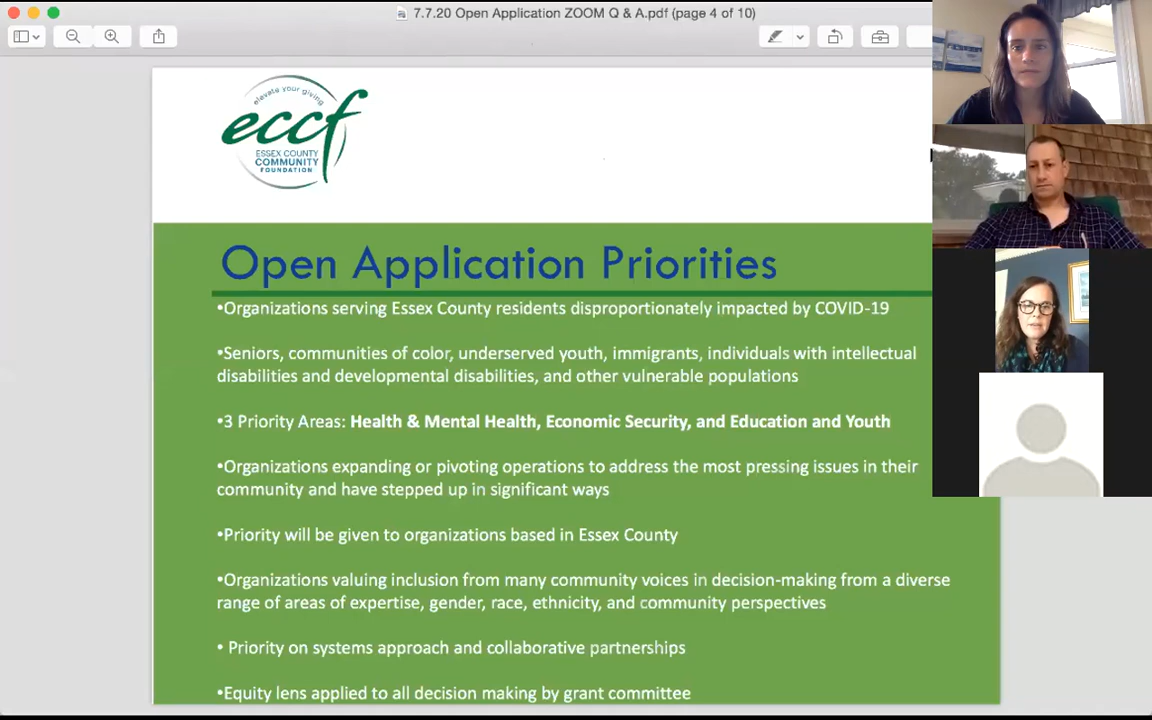 7.7.20 Open Application ZOOM Q & A.pdf (page 4 of 10)
elevate your giving
eccf
ESSEX COUNTY
COMMUNITY
FOUNDATION
Open Application Priorities
•Organizations serving Essex County residents disproportionately impacted by COVID-19
•Seniors, communities of color, underserved youth, immigrants, individuals with intellectual
disabilities and developmental disabilities, and other vulnerable populations
•3 Priority Areas: Health & Mental Health, Economic Security, and Education and Youth
•Organizations expanding or pivoting operations to address the most pressing issues in their
community and have stepped up in significant ways
•Priority will be given to organizations based in Essex County
•Organizations valuing inclusion from many community voices in decision-making from a diverse
range of areas of expertise, gender, race, ethnicity, and community perspectives
• Priority on systems approach and collaborative partnerships
•Equity lens applied to all decision making by grant committee